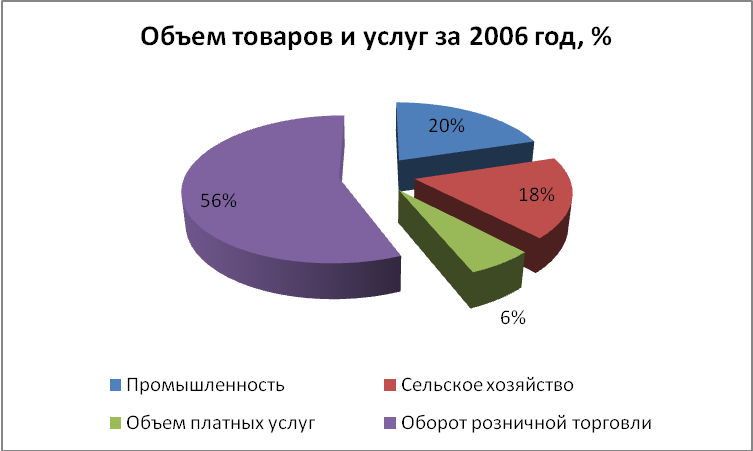 Объем товаров и услуг за 2006 год, %
20%
18%
56%
6%
Промышленность
Сельское хозяйство
Объем платных услуг
Оборот розничной торговли